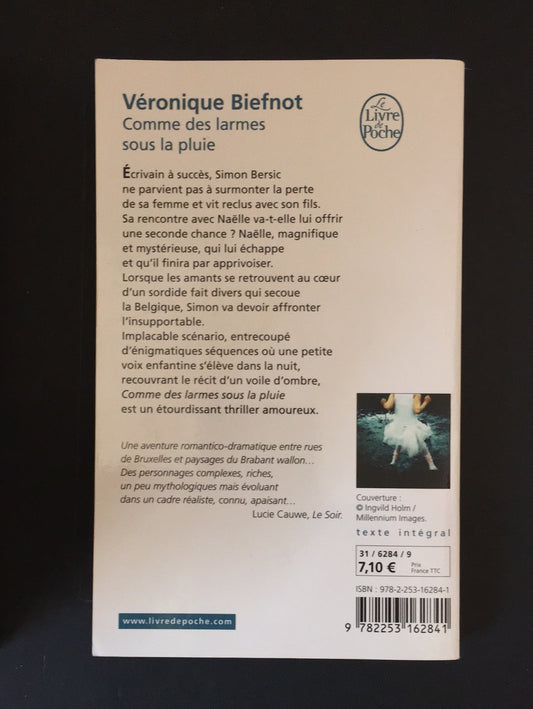 Véronique Biefnot
Comme des larmes
sous la pluie
Le
Livre
de
Poche
Écrivain à succès, Simon Bersic
ne parvient pas à surmonter la perte
de sa femme et vit reclus avec son fils.
Sa rencontre avec Naëlle va-t-elle lui offrir
une seconde chance ? Naëlle, magnifique
et mystérieuse, qui lui échappe
et qu’il finira par apprivoiser.
Lorsque les amants se retrouvent au cœur
d’un sordide fait divers qui secoue
la Belgique, Simon va devoir affronter
l’insupportable.
Implacable scénario, entrecoupé
d’énigmatiques séquences où une petite
voix enfantine s’élève dans la nuit,
recouvrant le récit d’un voile d’ombre,
Comme des larmes sous la pluie
est un étourdissant thriller amoureux.
Une aventure romantico-dramatique entre rues
de Bruxelles et paysages du Brabant wallon...
Des personnages complexes, riches,
un peu mythologiques mais évoluant
dans un cadre réaliste, connu, apaisant...
Lucie Cauwe, Le Soir.
Couverture :
© Ingvild Holm /
Millennium Images.
texte intégral
31 / 6284 / 9
7,10 € Prix
France TTC
ISBN : 978-2-253-16284-1
9 782253 162841
www.livredepoche.com